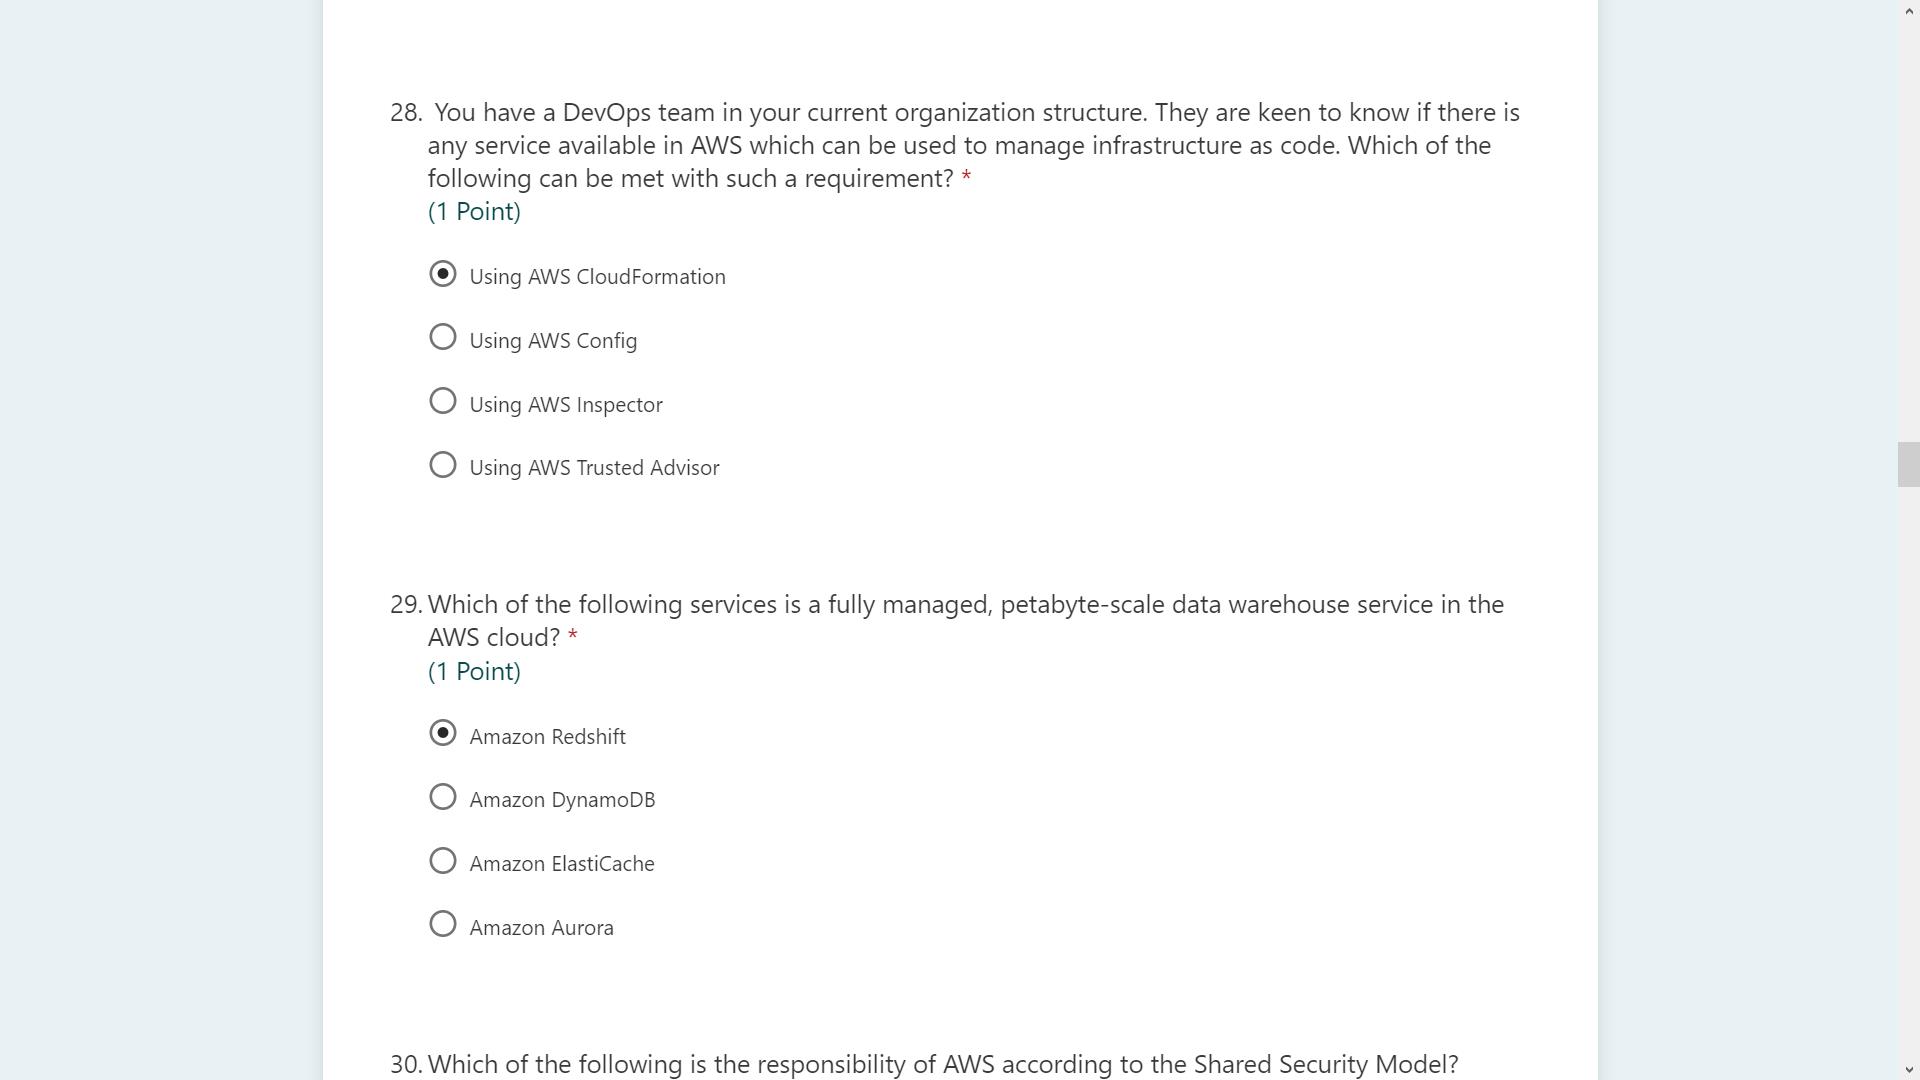 28. You have a DevOps team in your current organization structure. They are keen to know if there is
any service available in AWS which can be used to manage infrastructure as code. Which of the
following can be met with such a requirement? *
(1 Point)
Using AWS CloudFormation
Using AWS Config
Using AWS Inspector
Using AWS Trusted Advisor
29. Which of the following services is a fully managed, petabyte-scale data warehouse service in the
AWS cloud? *
(1 Point)
Amazon Redshift
Amazon DynamoDB
Amazon ElastiCache
Amazon Aurora
30. Which of the following is the responsibility of AWS according to the Shared Security Model?